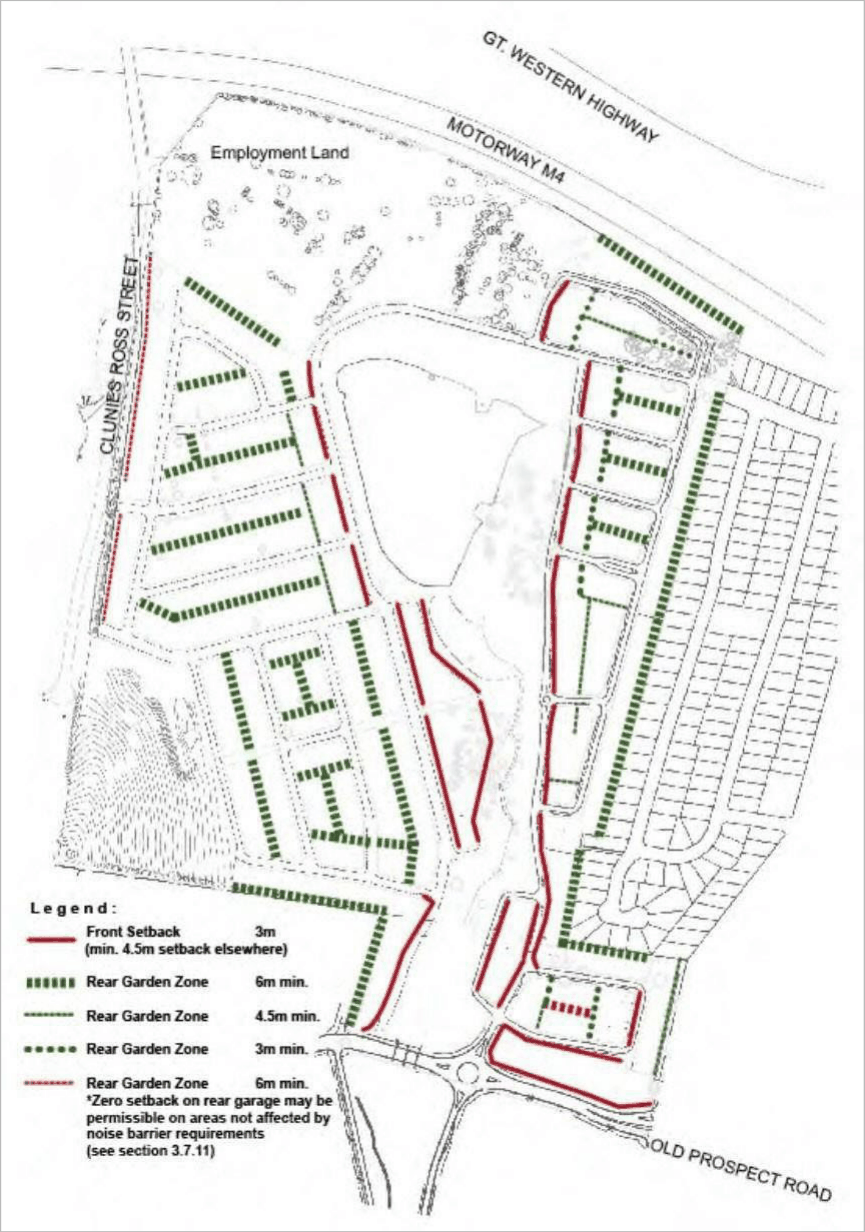 GT. WESTERN HIGHWAY
MOTORWAY M4
Employment Land
CLUNIES ROSS STREET
Legend:
Front Setback 3m
(min. 4.5m setback elsewhere)
Rear Garden Zone 6m min.
Rear Garden Zone 4.5m min.
Rear Garden Zone 3m min.
Rear Garden Zone 6m min.
*Zero setback on rear garage may be
permissible on areas not affected by
noise barrier requirements
(see section 3.7.11)
OLD PROSPECT ROAD